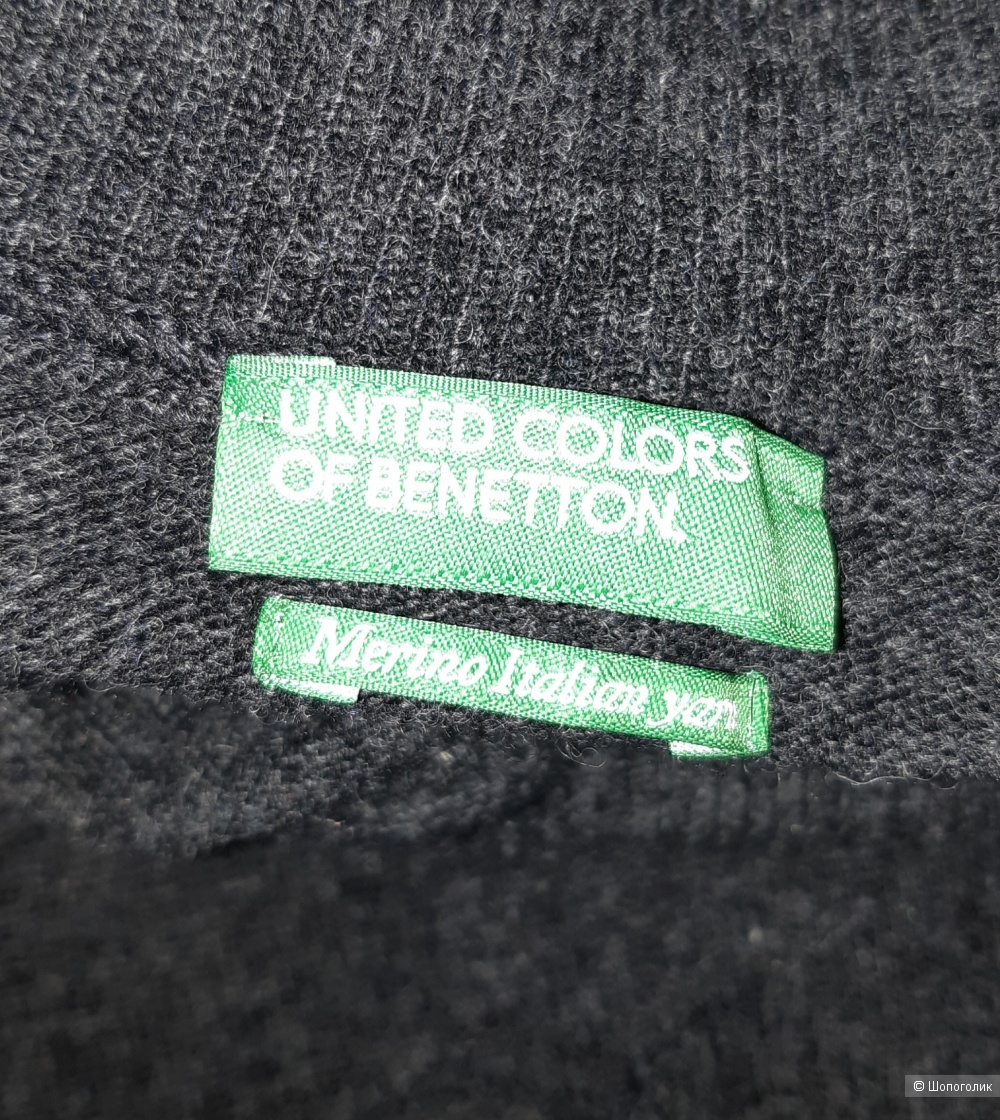 UNITED COLORS
OF BENETTON.
Merino Italian yarn
© Шопоголик